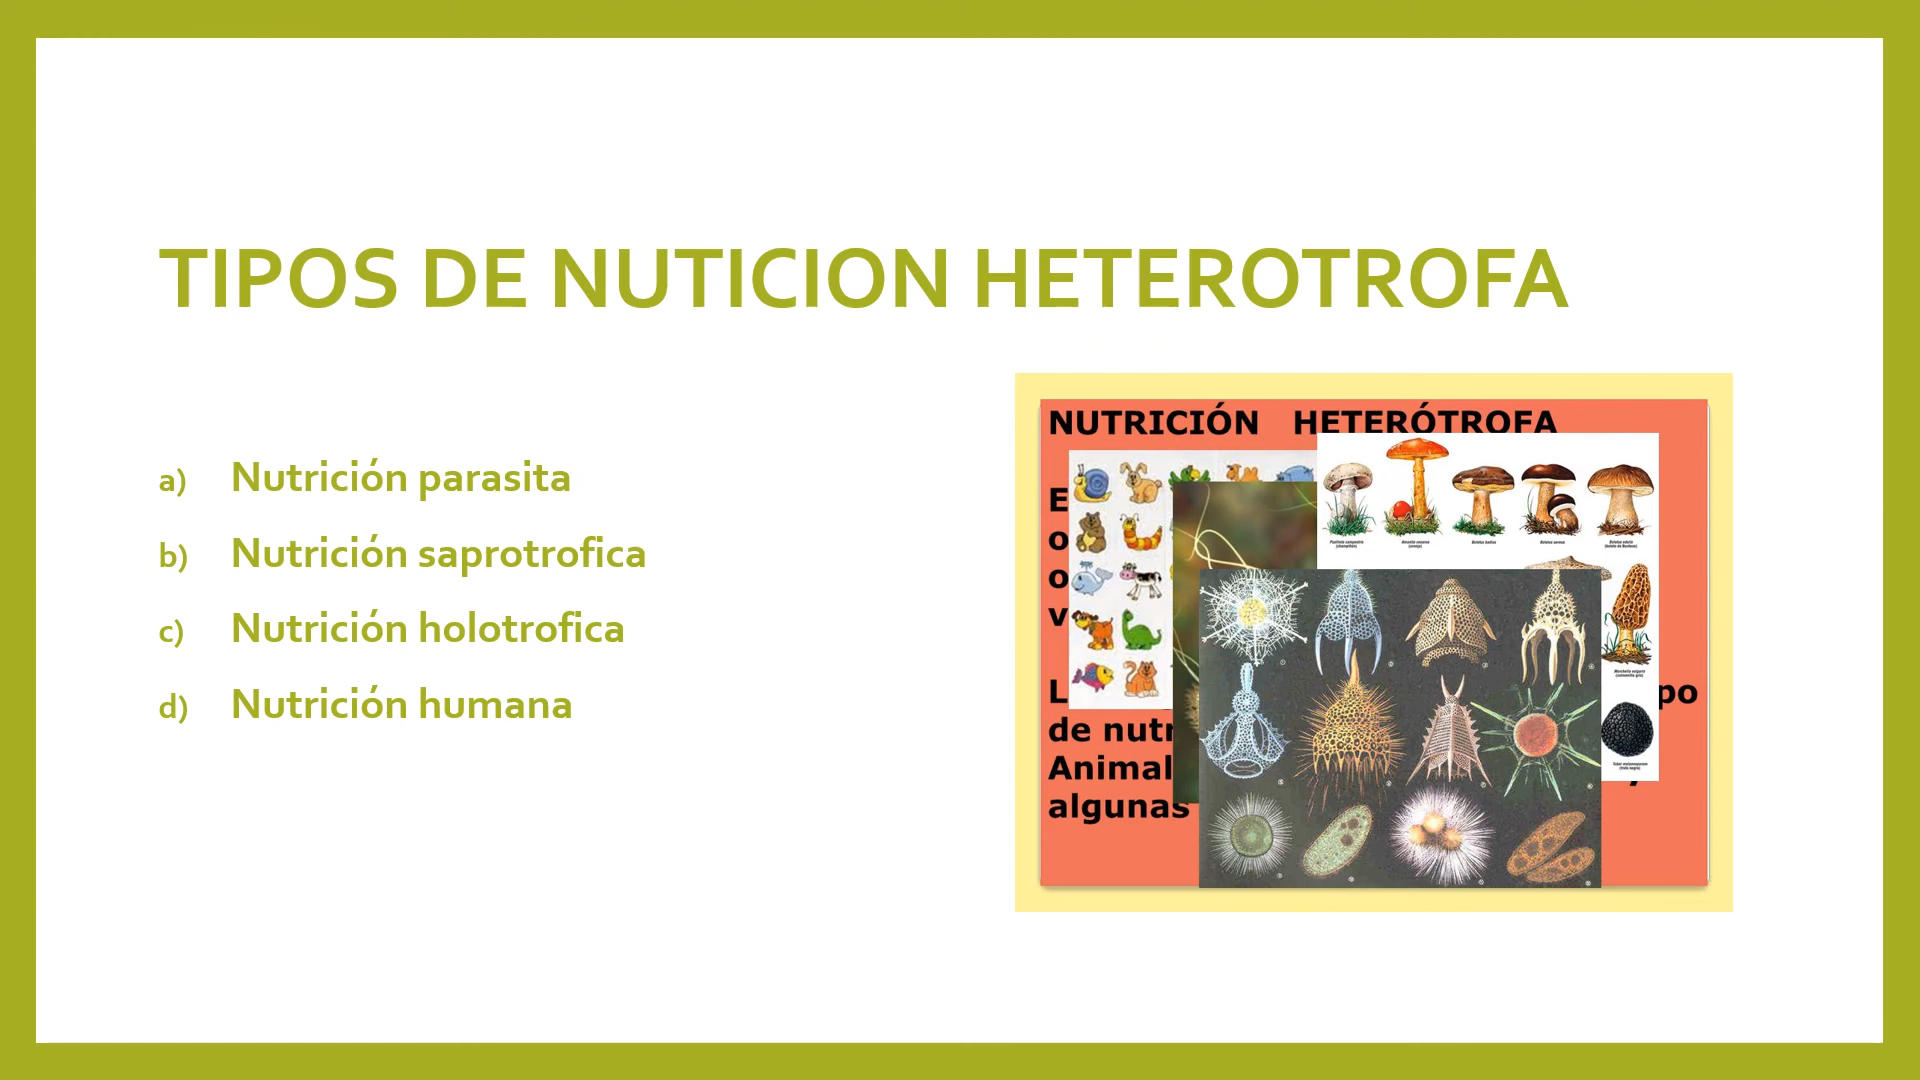 TIPOS DE NUTICION HETEROTROFA
a) Nutrición parasita
b) Nutrición saprotrofica
c) Nutrición holotrofica
d) Nutrición humana
NUTRICIÓN HETERÓTROFA
E
o
o
v
L
po
de nutr
Animal
algunas